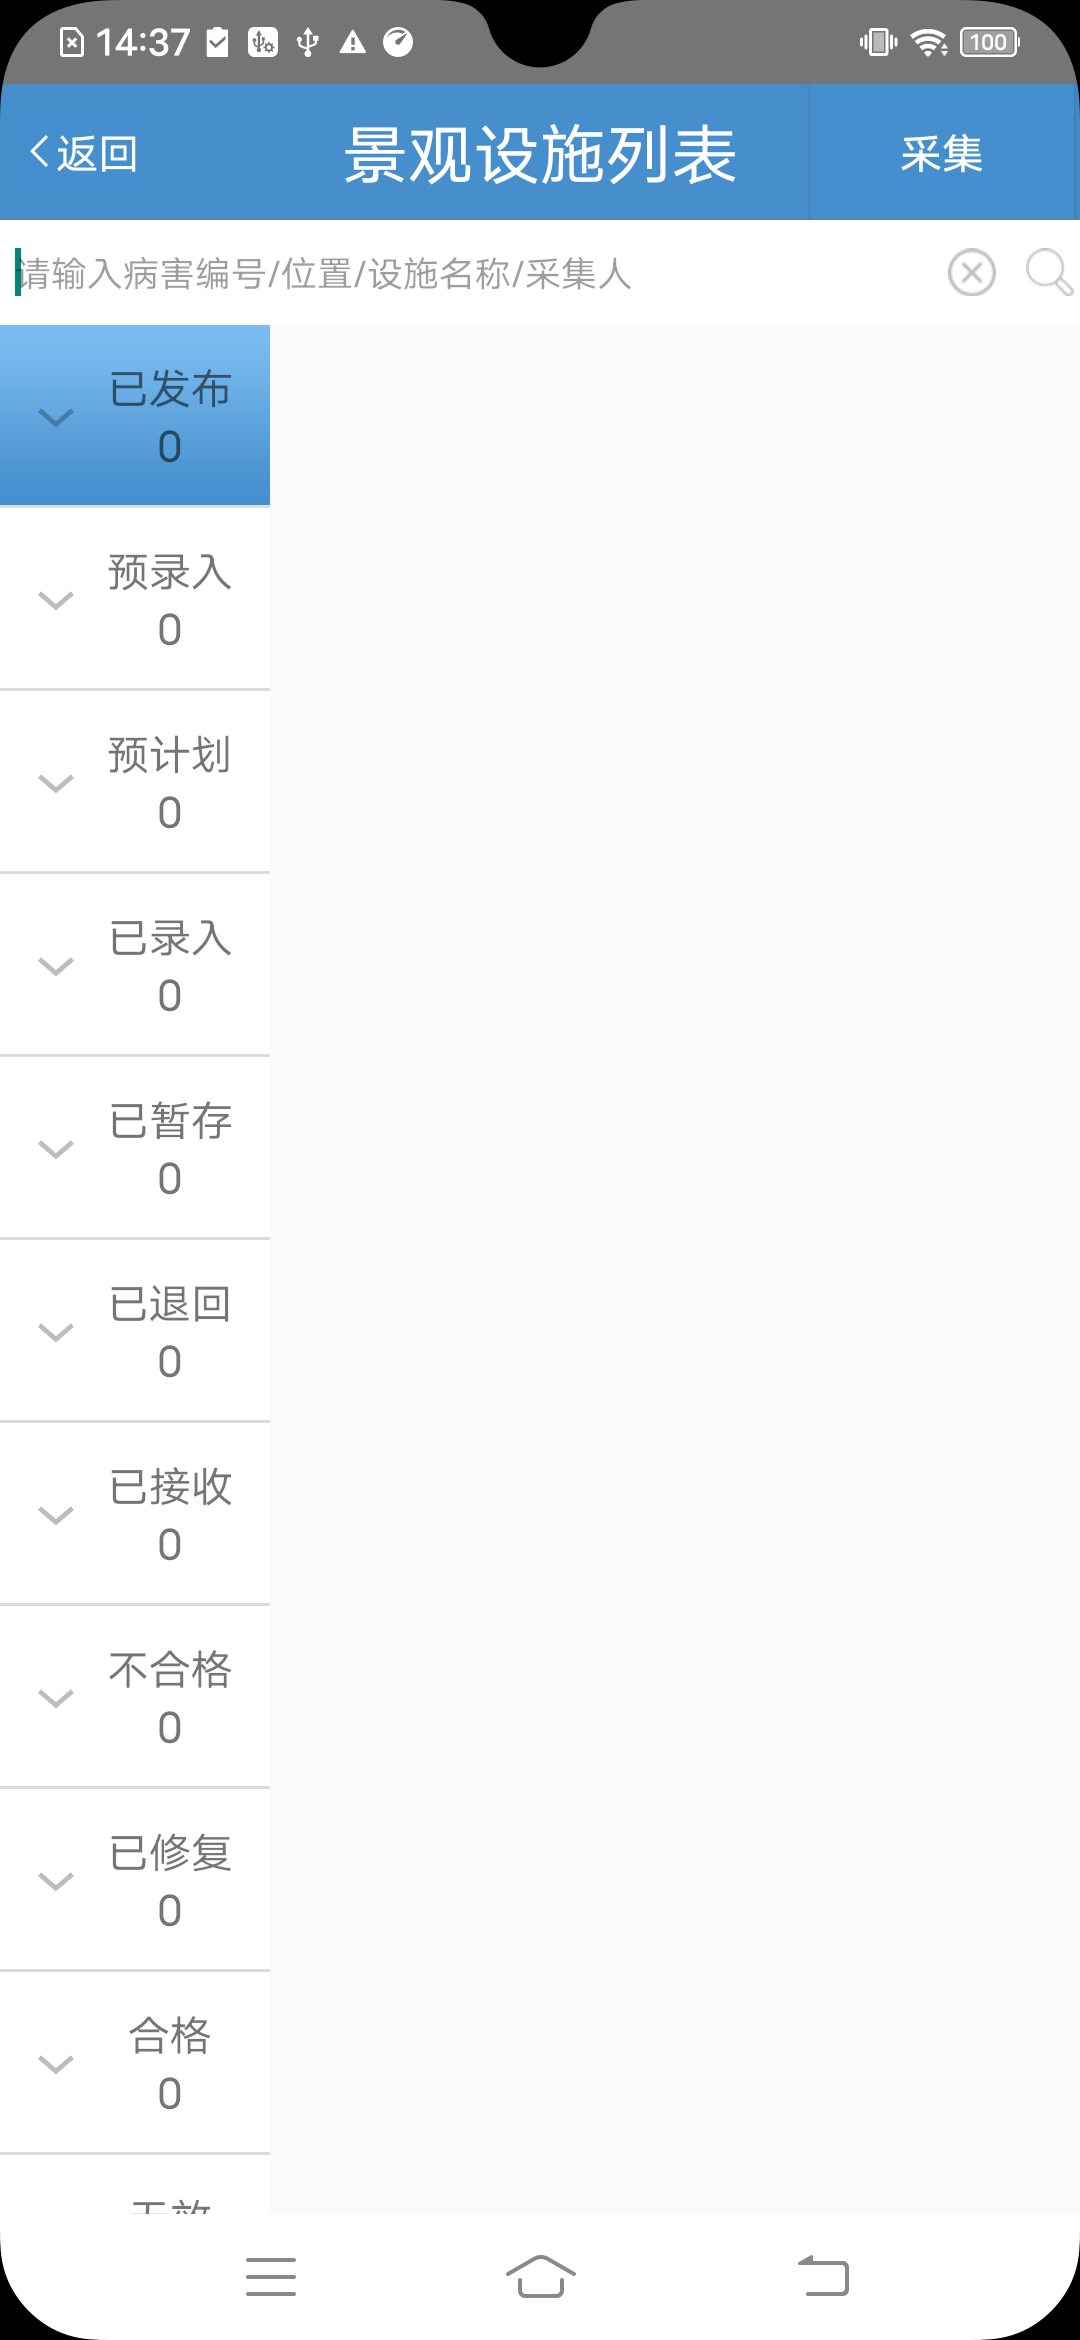 14:37
100
返回
景观设施列表
采集
请输入病害编号/位置/设施名称/采集人
已发布
0
预录入
0
预计划
0
已录入
0
已暂存
0
已退回
0
已接收
0
不合格
0
已修复
0
合格
0
无效